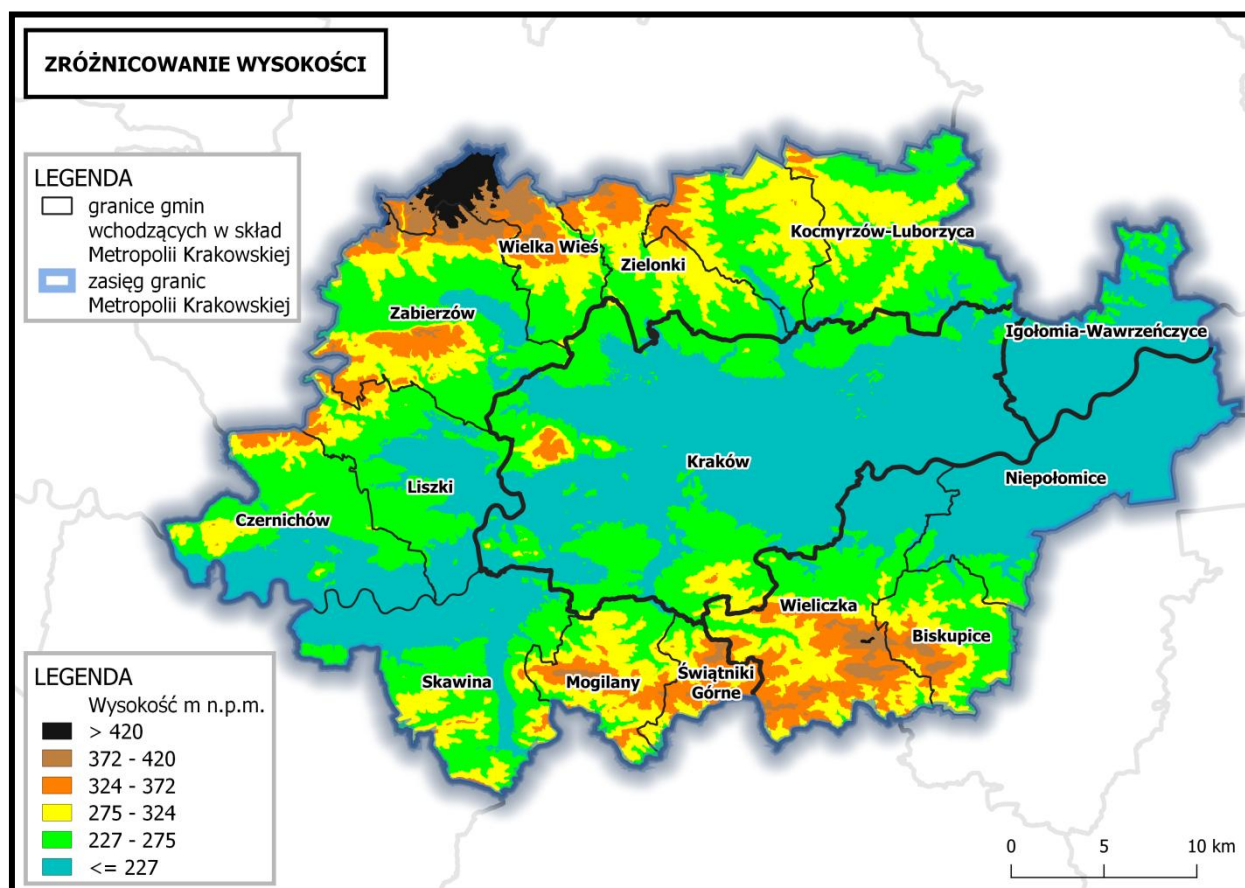 ZRÓŻNICOWANIE WYSOKOŚCI
LEGENDA
granice gmin
wchodzących w skład
Metropolii Krakowskiej
zasięg granic
Metropolii Krakowskiej
Kocmyrzów-Luborzyca
Wielka Wieś
Zielonki
Zabierzów
Igołomia-Wawrzeńczyce
Kraków
Niepołomice
Liszki
Czernichów
Wieliczka
Biskupice
Skawina
Mogilany
Świątniki
Górne
LEGENDA
Wysokość m n.p.m.
> 420
372 - 420
324 - 372
275 - 324
227 - 275
<= 227
0 5 10 km